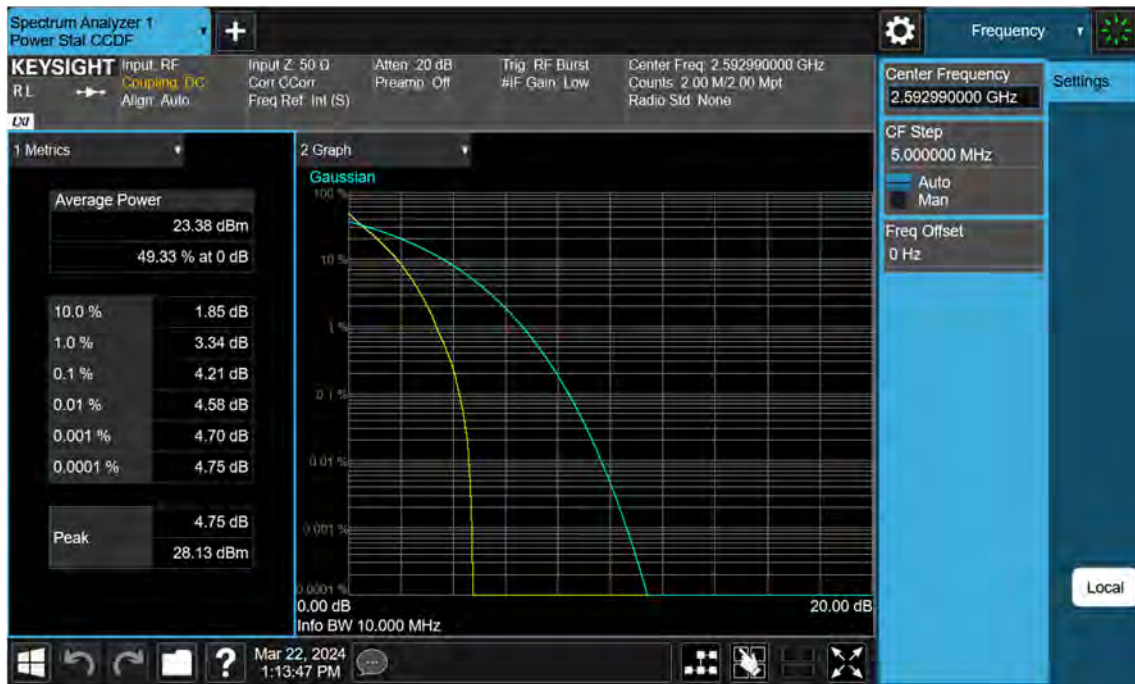 Spectrum Analyzer 1
Power Stat CCDF
+
Frequency
KEYSIGHT
R L
LXI
Input: RF
Coupling: DC
Align: Auto
Input Z: 50 Ω
Corr CCorr
Freq Ref: Int (S)
Atten: 20 dB
Preamp: Off
Trig: RF Burst
#IF Gain: Low
Center Freq: 2.592990000 GHz
Counts: 2.00 M/2.00 Mpt
Radio Std: None
Center Frequency
2.592990000 GHz
Settings
CF Step
5.000000 MHz
Auto
Man
Freq Offset
0 Hz
Local
1 Metrics
Average Power
23.38 dBm
49.33 % at 0 dB
10.0 % 1.85 dB
1.0 % 3.34 dB
0.1 % 4.21 dB
0.01 % 4.58 dB
0.001 % 4.70 dB
0.0001 % 4.75 dB
Peak
4.75 dB
28.13 dBm
2 Graph
Gaussian
100 %
10 %
1 %
0.1 %
0.01 %
0.001 %
0.0001 %
0.00 dB 20.00 dB
Info BW 10.000 MHz
?
Mar 22, 2024
1:13:47 PM